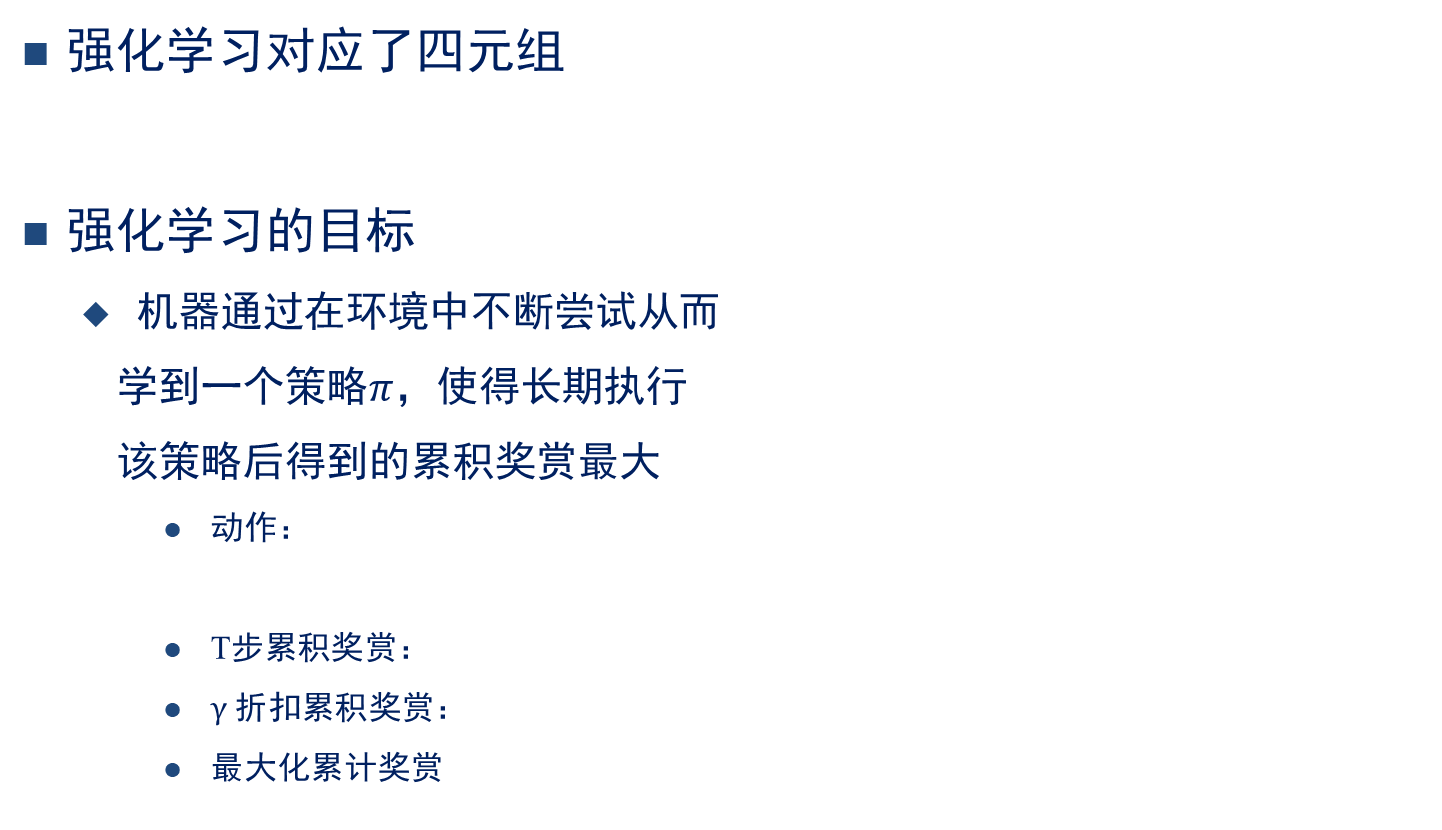 强化学习对应了四元组
强化学习的目标
机器通过在环境中不断尝试从而
学到一个策略π，使得长期执行
该策略后得到的累积奖赏最大
动作：
T步累积奖赏：
γ 折扣累积奖赏：
最大化累计奖赏